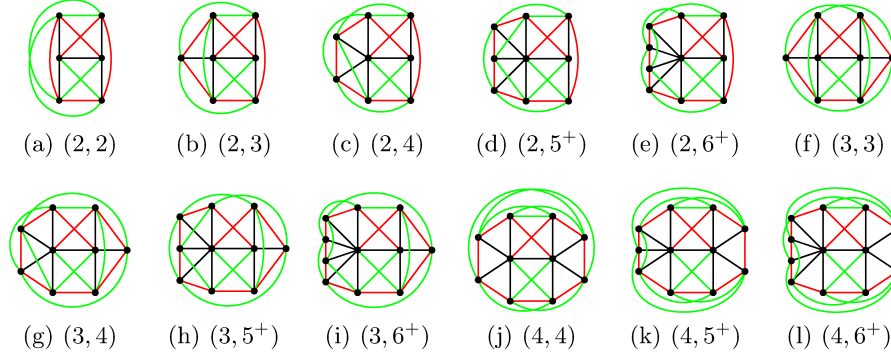 (a) (2, 2) (b) (2, 3) (c) (2, 4) (d) (2, 5⁺) (e) (2, 6⁺) (f) (3, 3)
(g) (3, 4) (h) (3, 5⁺) (i) (3, 6⁺) (j) (4, 4) (k) (4, 5⁺) (l) (4, 6⁺)